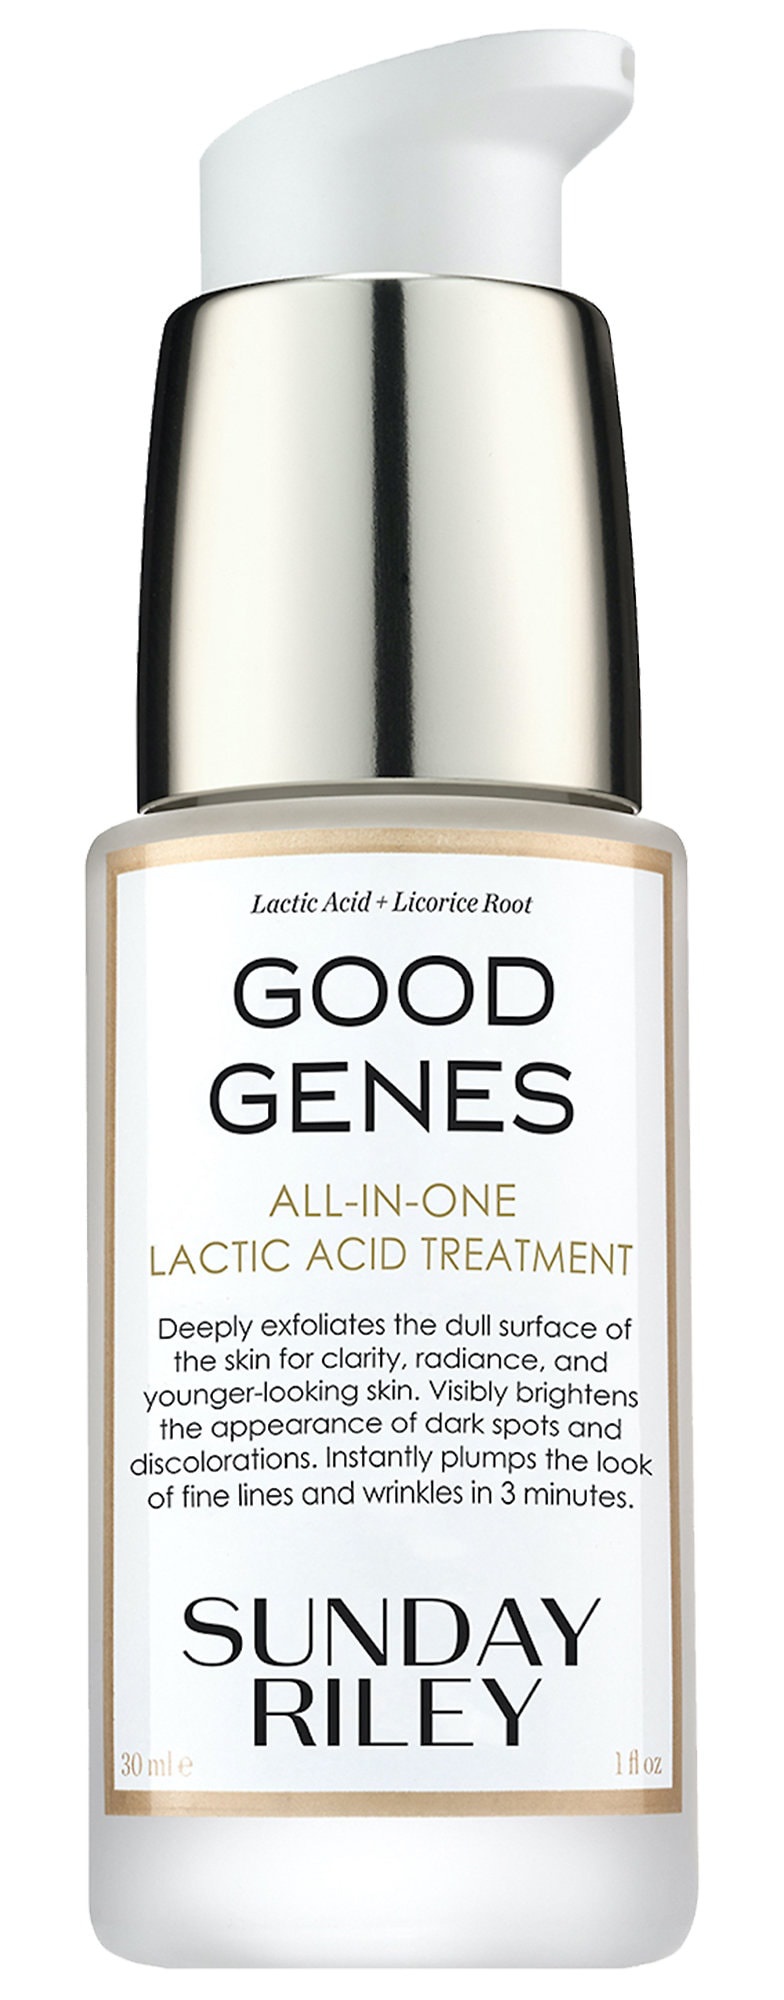 Lactic Acid + Licorice Root
GOOD
GENES
ALL-IN-ONE
LACTIC ACID TREATMENT
Deeply exfoliates the dull surface of
the skin for clarity, radiance, and
younger-looking skin. Visibly brightens
the appearance of dark spots and
discolorations. Instantly plumps the look
of fine lines and wrinkles in 3 minutes.
SUNDAY
RILEY
30 ml e 1 fl oz